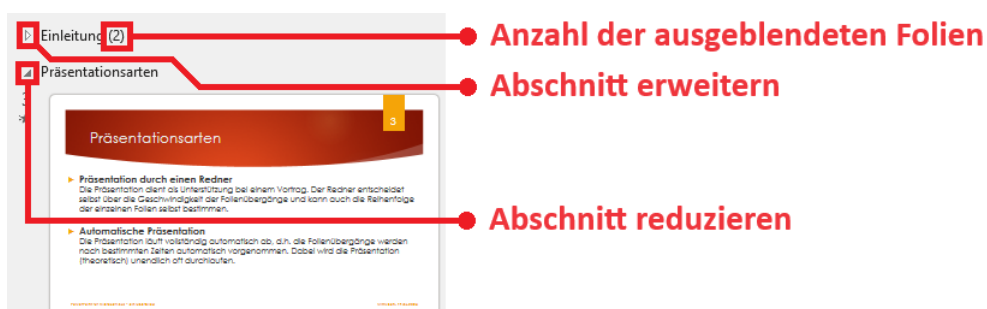 Einleitung (2)
Anzahl der ausgeblendeten Folien
Präsentationsarten
Abschnitt erweitern
3
Präsentationsarten
Präsentation durch einen Redner
Die Präsentation dient als Unterstützung bei einem Vortrag. Der Redner entscheidet
selbst über die Geschwindigkeit der Folienübergänge und kann auch die Reihenfolge
der einzelnen Folien selbst bestimmen.
Abschnitt reduzieren
Automatische Präsentation
Die Präsentation läuft vollständig automatisch ab, d.h. die Folienübergänge werden
nach bestimmten Zeiten automatisch vorgenommen. Dabei wird die Präsentation
(theoretisch) unendlich oft durchlaufen.